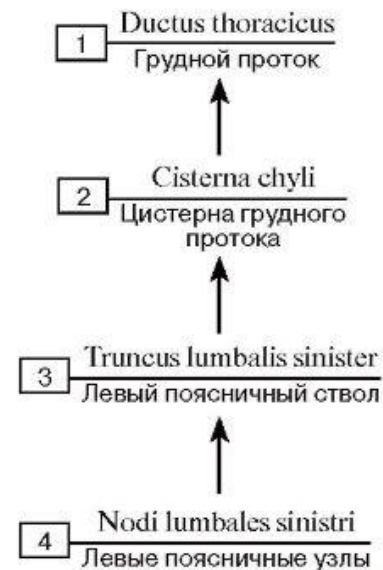 1 Ductus thoracicus
Грудной проток
2 Cisterna chyli
Цистерна грудного
протока
3 Truncus lumbalis sinister
Левый поясничный ствол
4 Nodi lumbales sinistri
Левые поясничные узлы